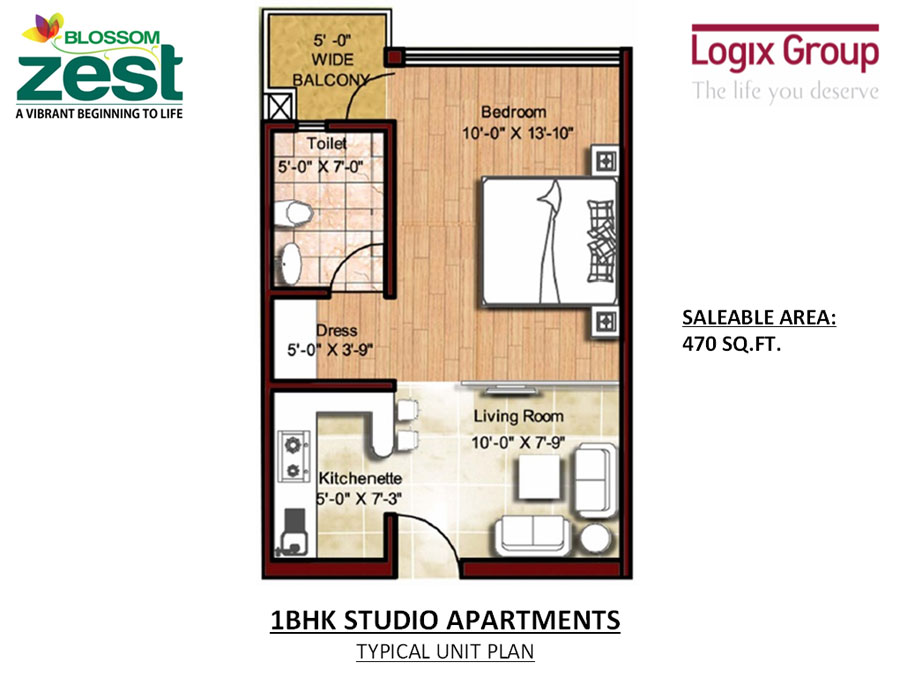 BLOSSOM
zest
A VIBRANT BEGINNING TO LIFE
Logix Group
The life you deserve
5' -0"
WIDE
BALCONY
Bedroom
10'-0" X 13'-10"
Toilet
5'-0" X 7'-0"
Dress
5'-0" X 3'-9"
SALEABLE AREA:
470 SQ.FT.
Living Room
10'-0" X 7'-9"
Kitchenette
5'-0" X 7'-3"
1BHK STUDIO APARTMENTS
TYPICAL UNIT PLAN